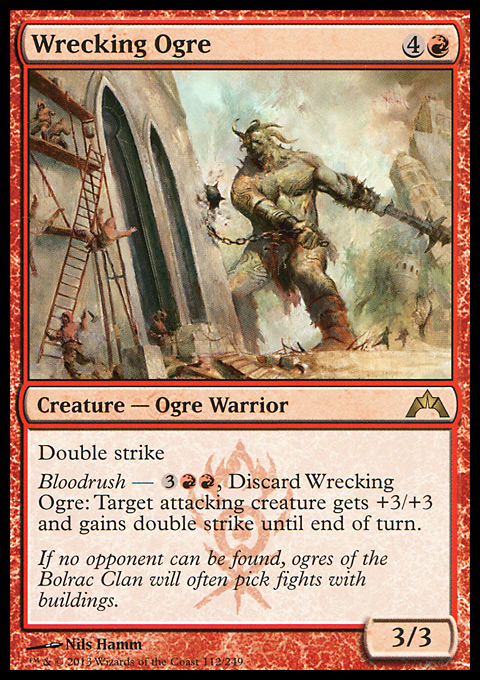 Wrecking Ogre 4
Creature — Ogre Warrior
Double strike
Bloodrush — 3, Discard Wrecking
Ogre: Target attacking creature gets +3/+3
and gains double strike until end of turn.
If no opponent can be found, ogres of the
Bolrac Clan will often pick fights with
buildings.
Nils Hamm
™ & © 2013 Wizards of the Coast 112/249
3/3